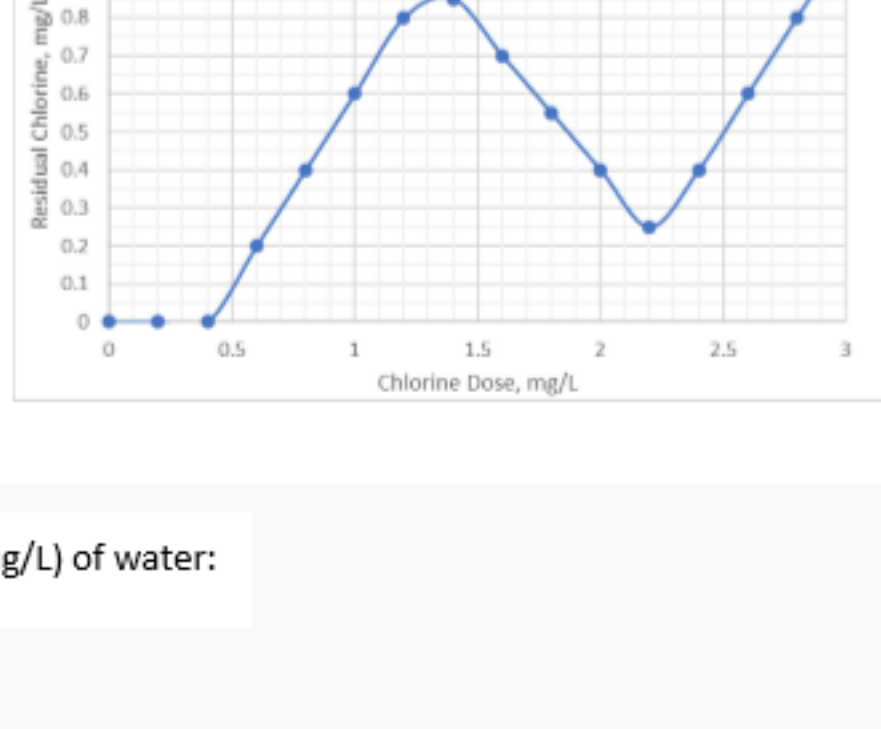 Residual Chlorine, mg/L
0.8
0.7
0.6
0.5
0.4
0.3
0.2
0.1
0
0 0.5 1 1.5 2 2.5 3
Chlorine Dose, mg/L
g/L) of water: